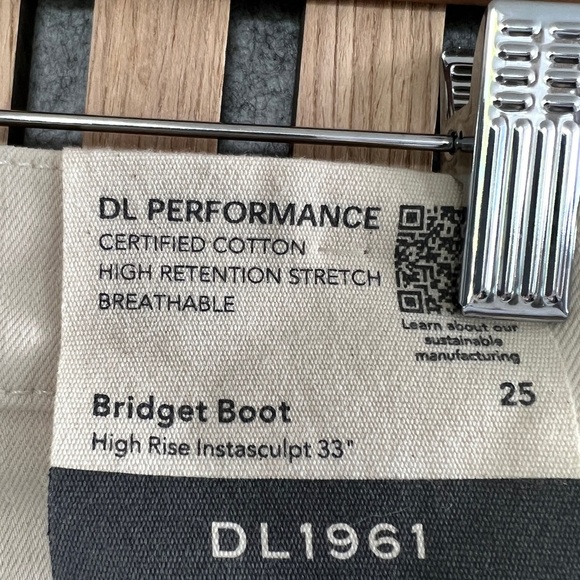 DL PERFORMANCE
CERTIFIED COTTON
HIGH RETENTION STRETCH
BREATHABLE
Learn about our
sustainable
manufacturing
25
Bridget Boot
High Rise Instasculpt 33"
DL1961